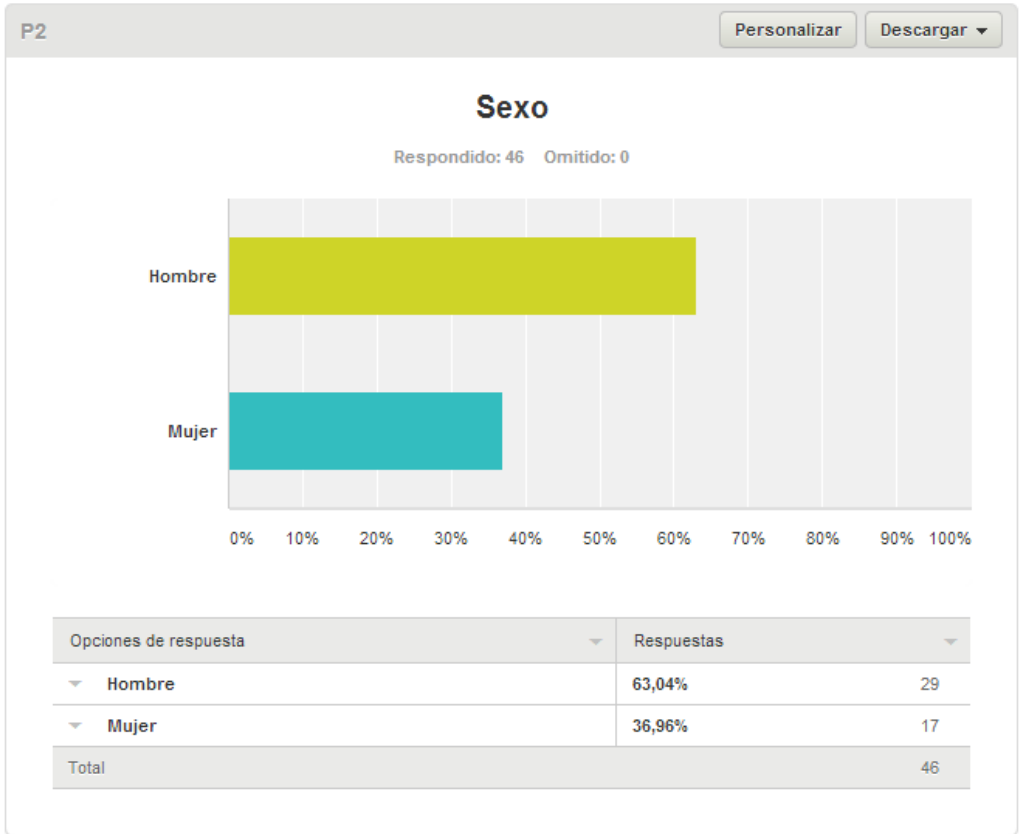 P2 Personalizar Descargar
Sexo
Respondido: 46 Omitido: 0
Hombre
Mujer
0% 10% 20% 30% 40% 50% 60% 70% 80% 90% 100%
Opciones de respuesta Respuestas
Hombre 63,04% 29
Mujer 36,96% 17
Total 46